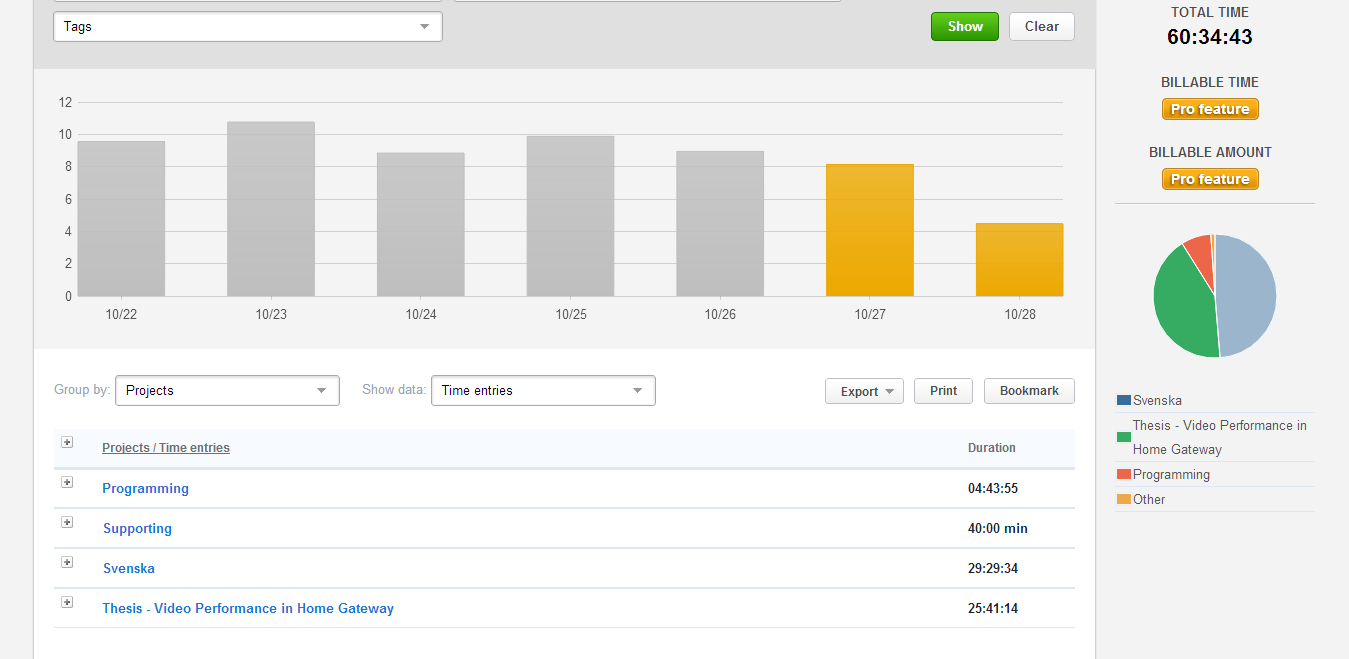 Tags
Show
Clear
12
10
8
6
4
2
0
10/22
10/23
10/24
10/25
10/26
10/27
10/28
Group by:
Projects
Show data:
Time entries
Export
Print
Bookmark
Projects / Time entries
Duration
Programming
04:43:55
Supporting
40:00 min
Svenska
29:29:34
Thesis - Video Performance in Home Gateway
25:41:14
TOTAL TIME
60:34:43
BILLABLE TIME
Pro feature
BILLABLE AMOUNT
Pro feature
Svenska
Thesis - Video Performance in
Home Gateway
Programming
Other